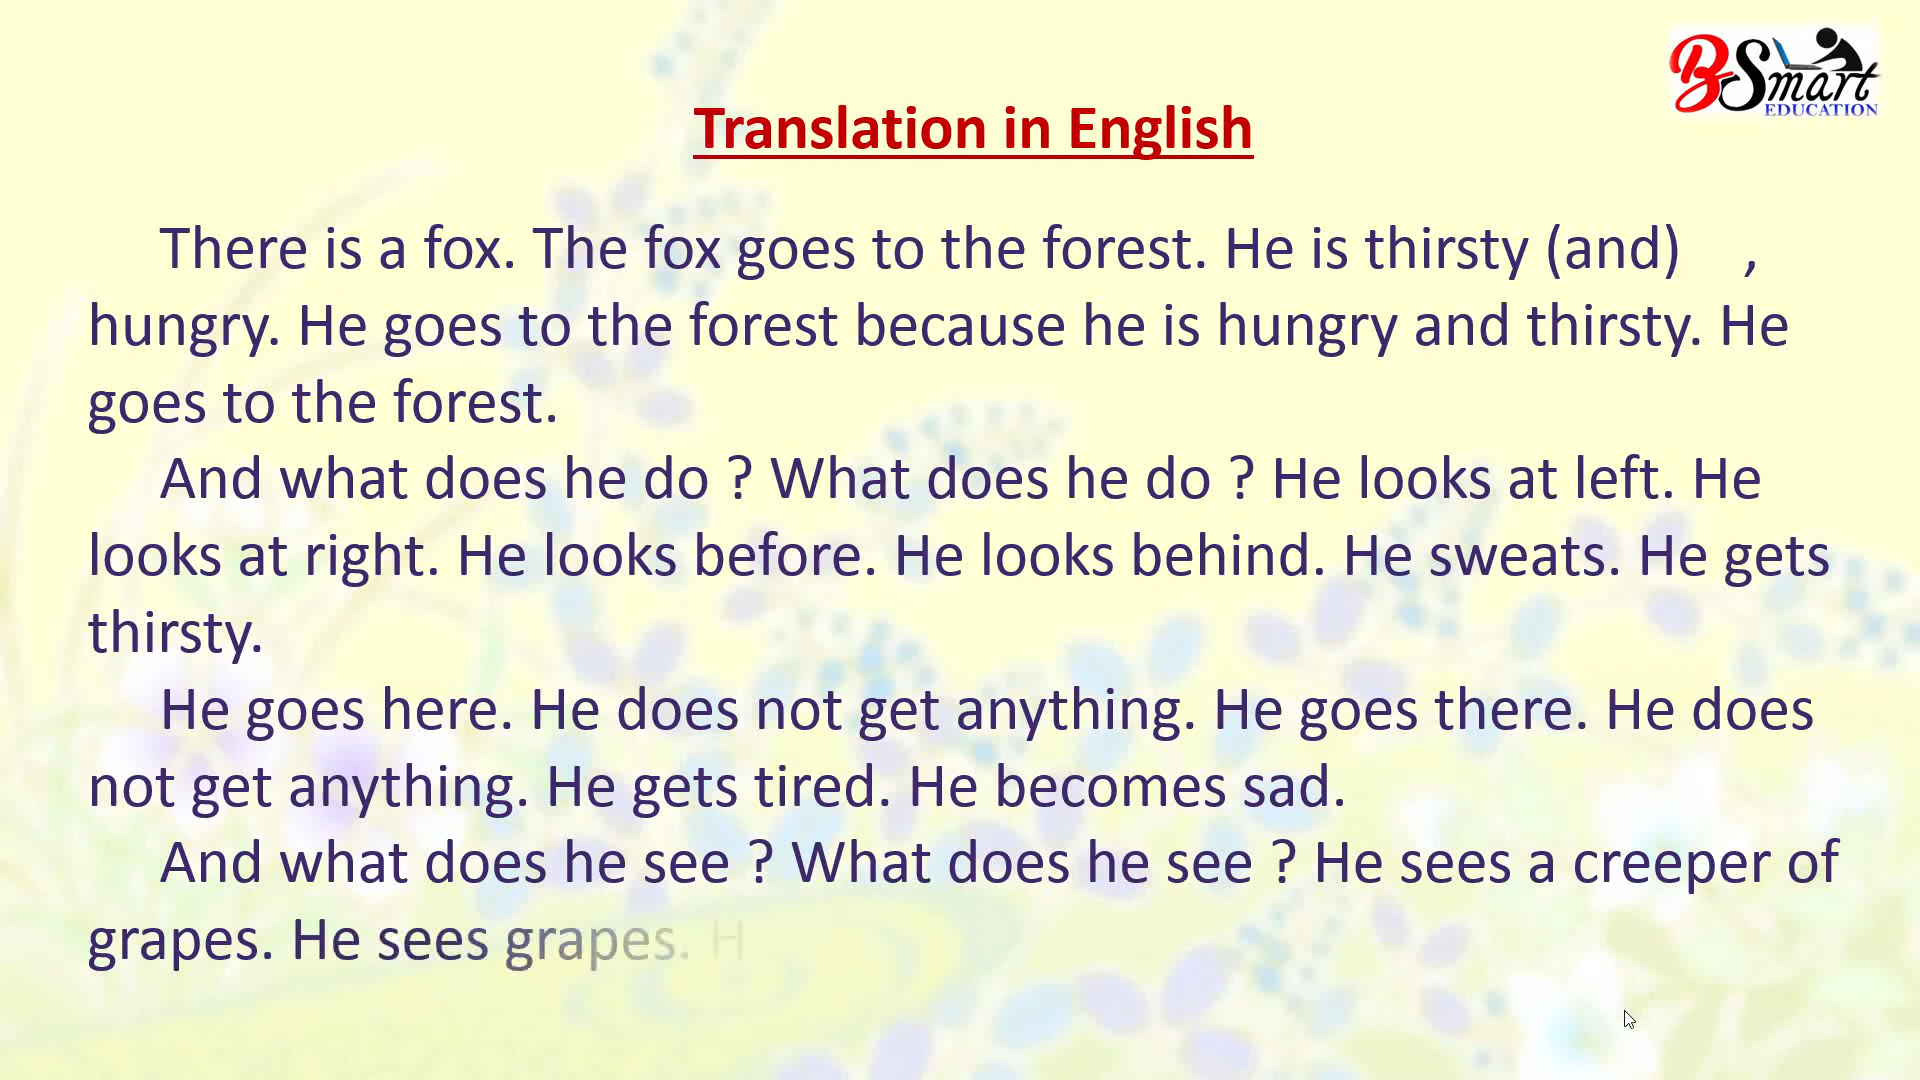 BSmart
EDUCATION
Translation in English
There is a fox. The fox goes to the forest. He is thirsty (and) ,
hungry. He goes to the forest because he is hungry and thirsty. He
goes to the forest.
And what does he do ? What does he do ? He looks at left. He
looks at right. He looks before. He looks behind. He sweats. He gets
thirsty.
He goes here. He does not get anything. He goes there. He does
not get anything. He gets tired. He becomes sad.
And what does he see ? What does he see ? He sees a creeper of
grapes. He sees grapes. H